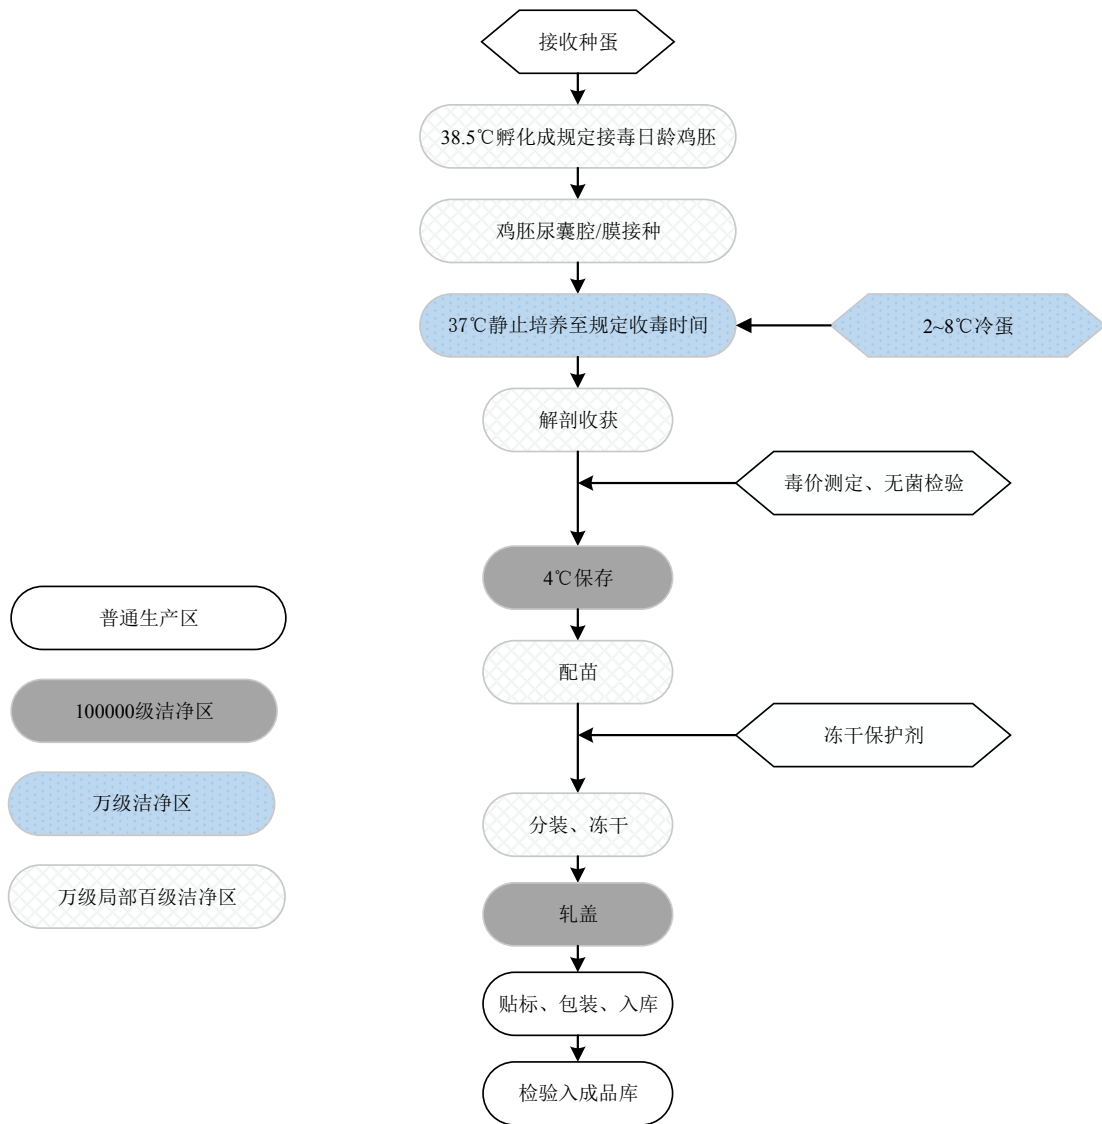 接收种蛋
38.5℃孵化成规定接毒日龄鸡胚
鸡胚尿囊腔/膜接种
37℃静止培养至规定收毒时间
2~8℃冷蛋
解剖收获
毒价测定、无菌检验
4℃保存
配苗
冻干保护剂
分装、冻干
轧盖
贴标、包装、入库
检验入成品库
普通生产区
100000级洁净区
万级洁净区
万级局部百级洁净区